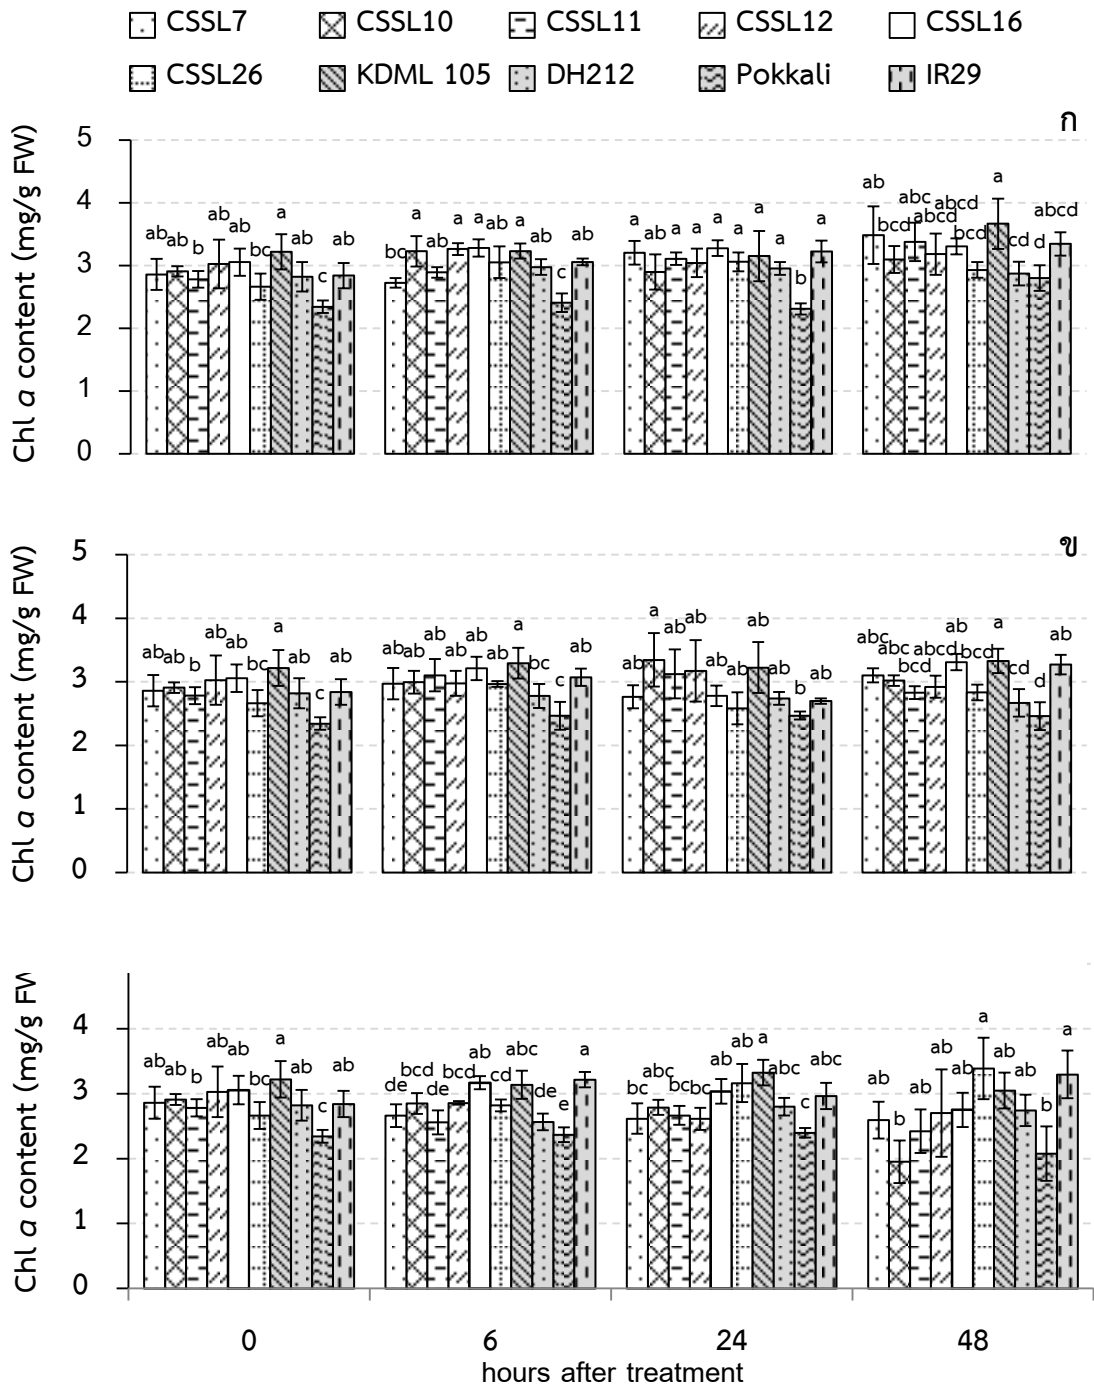 CSSL7 CSSL10 CSSL11 CSSL12 CSSL16
CSSL26 KDML 105 DH212 Pokkali IR29
ก
Chl a content (mg/g FW)
5
4
3
2
1
0
ab ab b ab ab bc a ab c ab
bc a ab a a ab a ab c ab
a ab a a a ab a a b a
ab bcd abc abcd abcd bcd a cd d abcd
ข
Chl a content (mg/g FW)
5
4
3
2
1
0
ab ab b ab ab bc a ab c ab
ab ab ab ab ab ab a bc c ab
ab a ab ab ab ab ab ab b ab
abc abc bcd abcd ab bcd a cd d ab
Chl a content (mg/g FW
4
3
2
1
0
ab ab b ab ab bc a ab c ab
de bcd de bcd ab cd abc de e a
bc abc bc bc ab ab a abc c abc
ab b ab ab ab a ab ab b a
0 6 24 48
hours after treatment